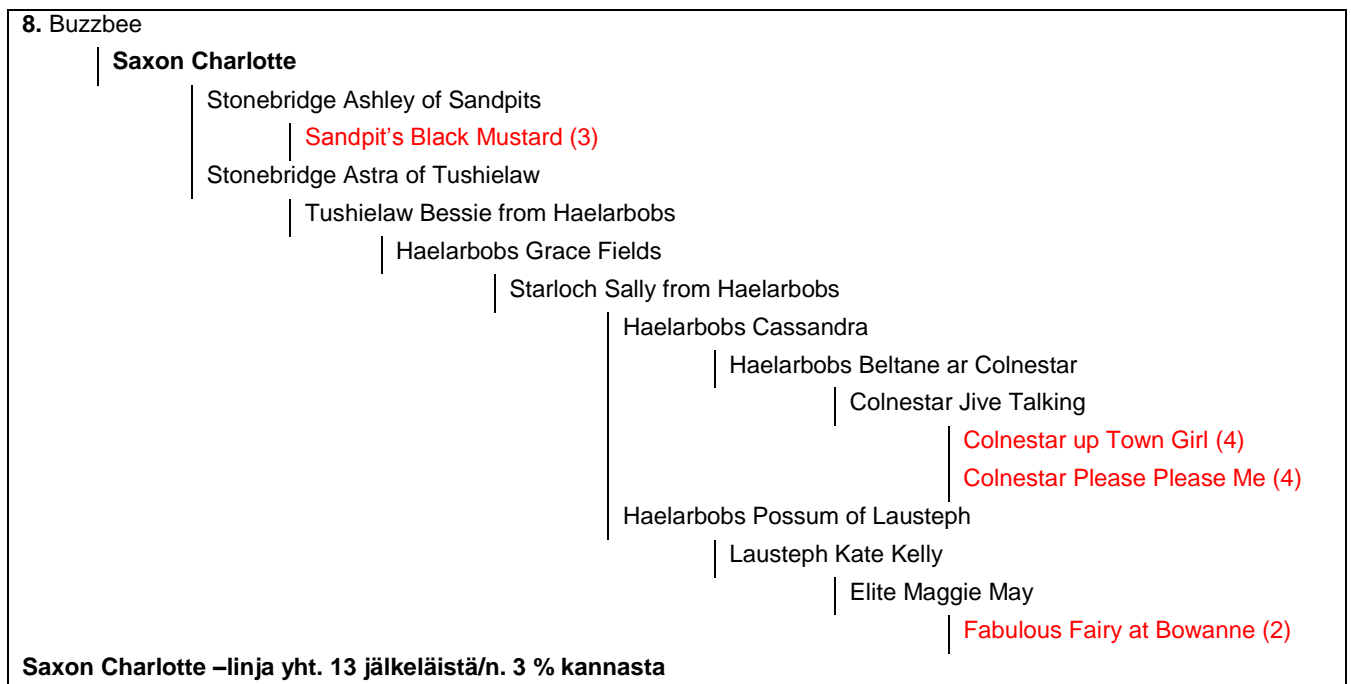 8. Buzzbee
Saxon Charlotte
Stonebridge Ashley of Sandpits
Sandpit’s Black Mustard (3)
Stonebridge Astra of Tushielaw
Tushielaw Bessie from Haelarbobs
Haelarbobs Grace Fields
Starloch Sally from Haelarbobs
Haelarbobs Cassandra
Haelarbobs Beltane ar Colnestar
Colnestar Jive Talking
Colnestar up Town Girl (4)
Colnestar Please Please Me (4)
Haelarbobs Possum of Lausteph
Lausteph Kate Kelly
Elite Maggie May
Fabulous Fairy at Bowanne (2)
Saxon Charlotte –linja yht. 13 jälkeläistä/n. 3 % kannasta